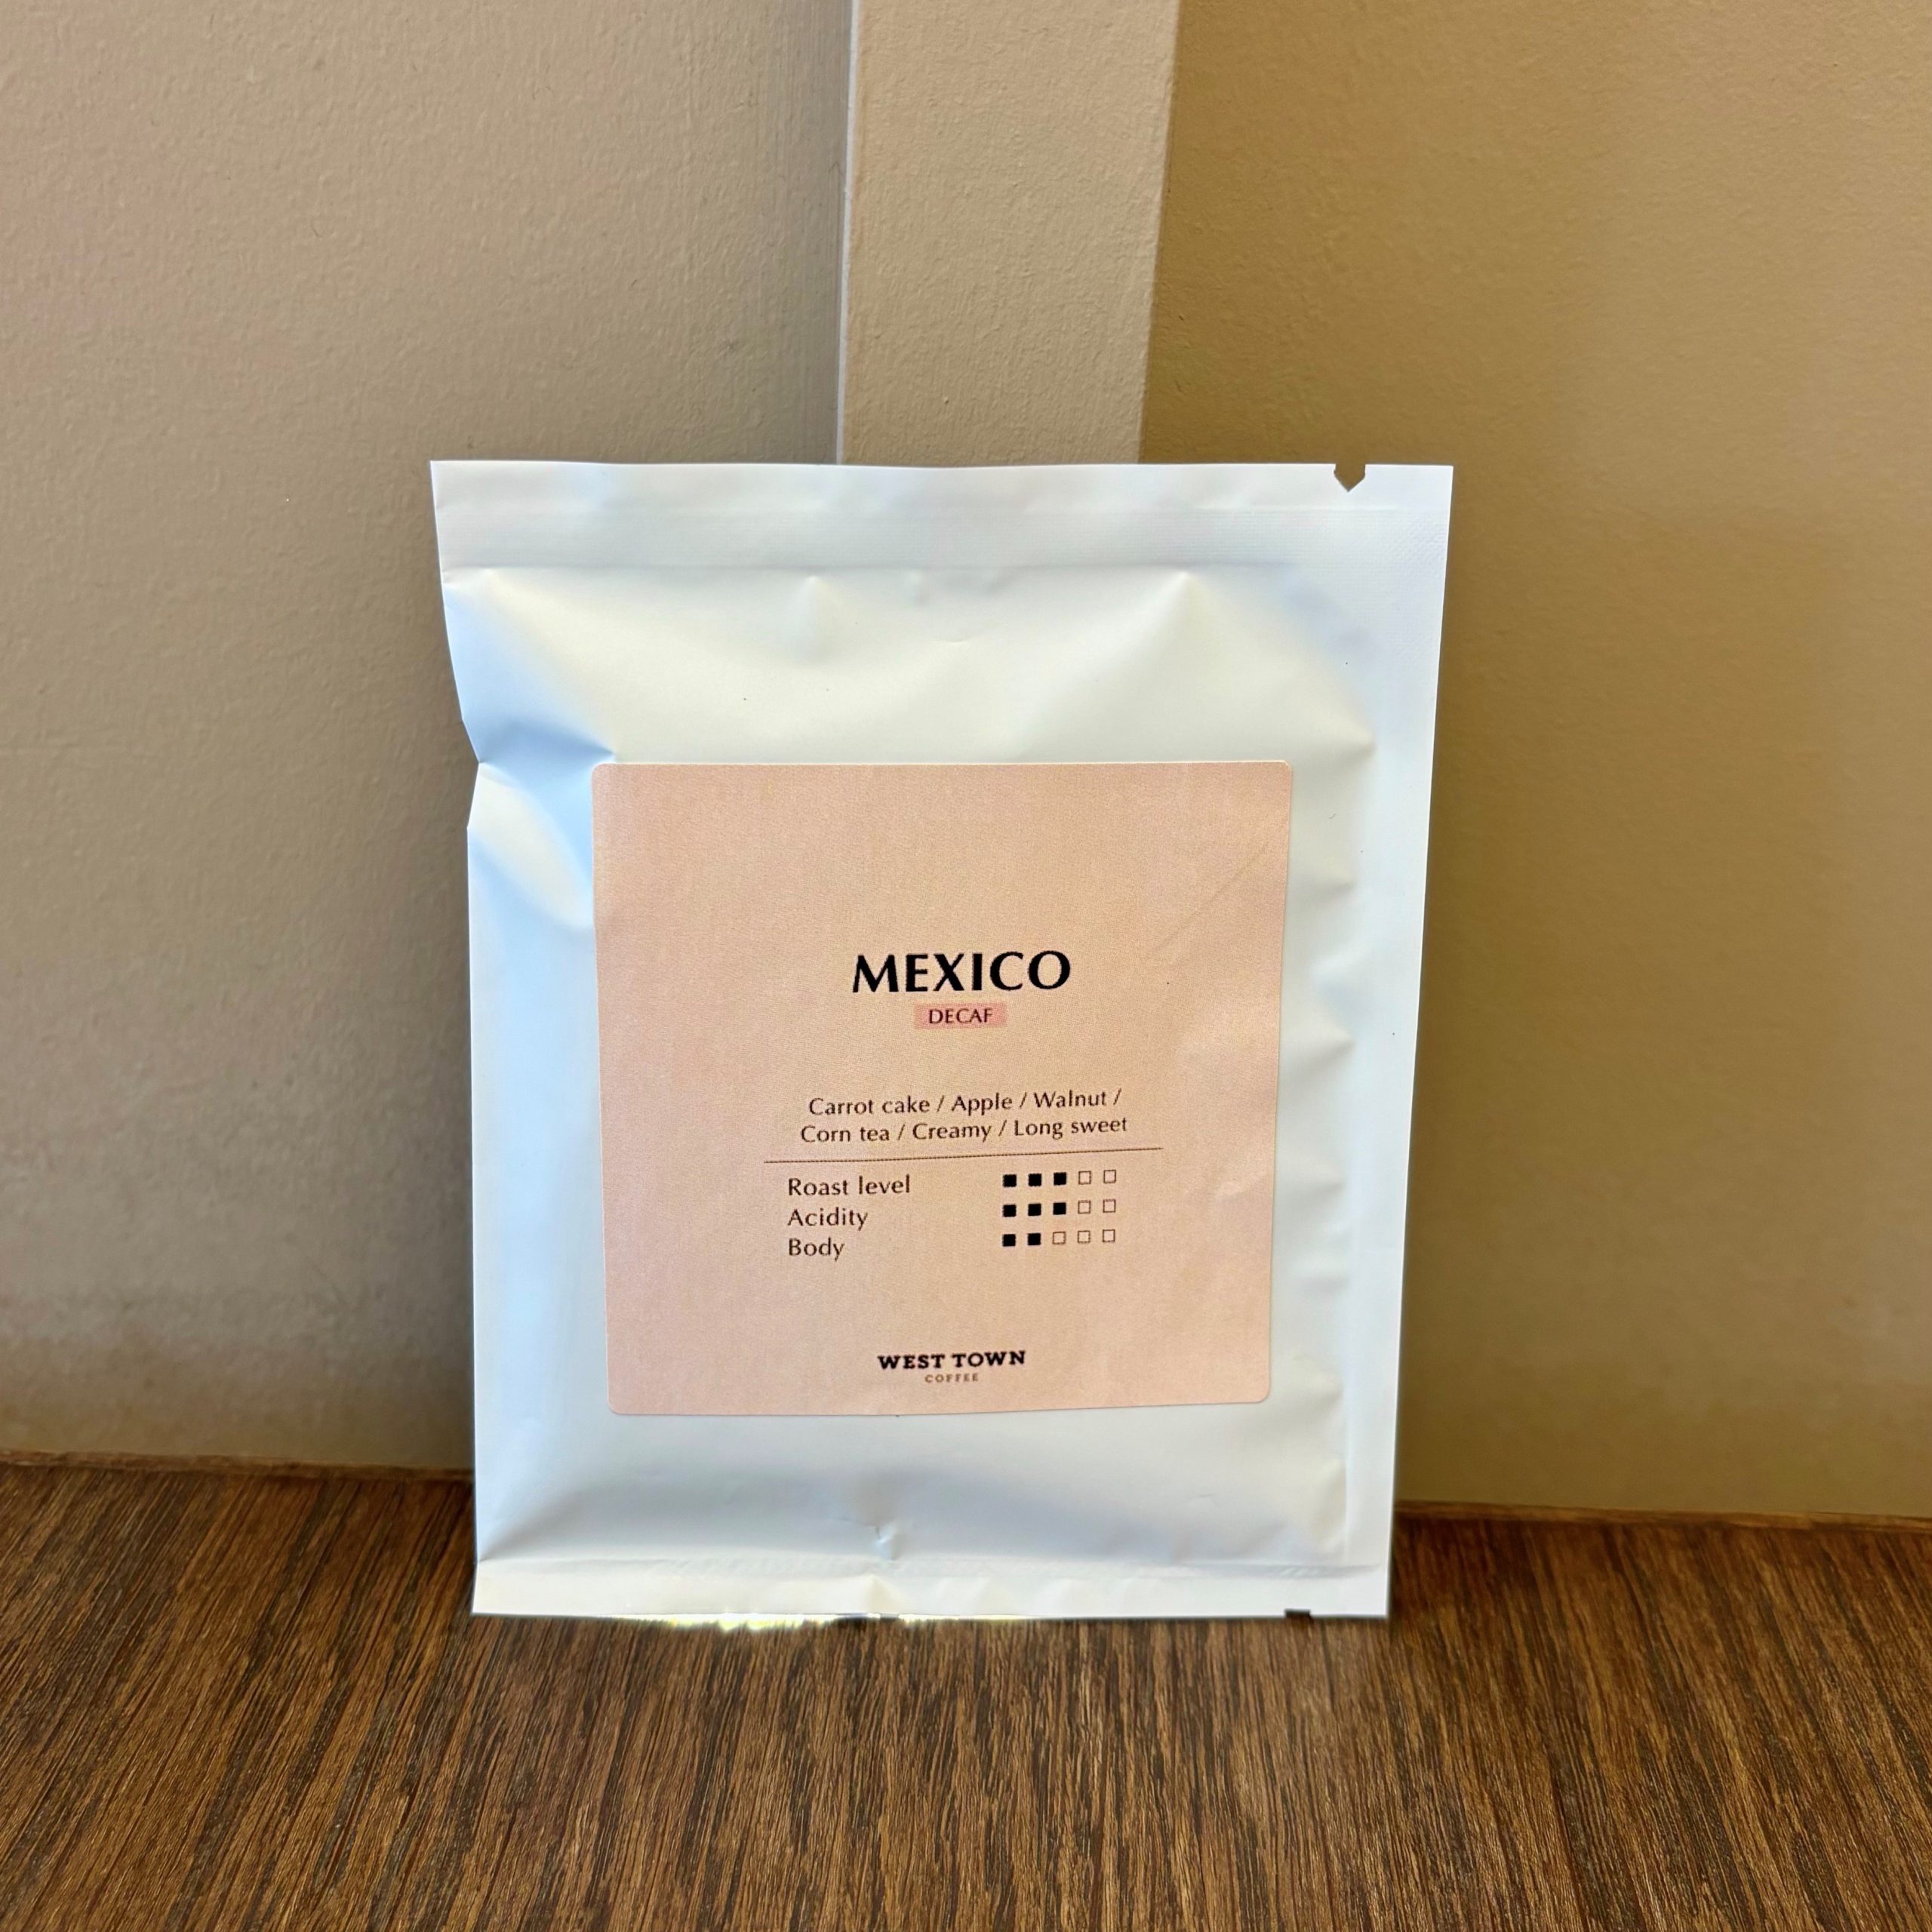 MEXICO
DECAF
Carrot cake / Apple / Walnut /
Corn tea / Creamy / Long sweet
Roast level ■ ■ ■ □ □
Acidity ■ ■ ■ □ □
Body ■ ■ □ □ □
WEST TOWN
COFFEE